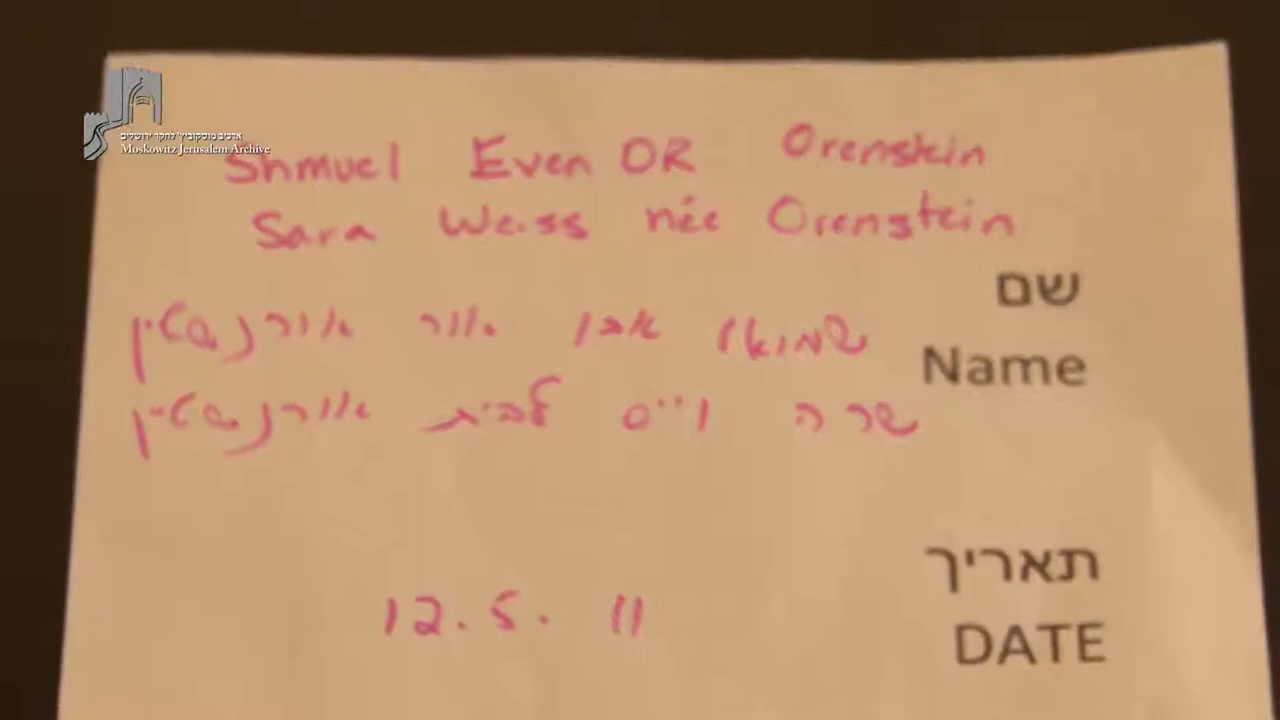 ארכיב מוסקוביץ' לחקר ירושלים
Moskowitz Jerusalem Archive
Shmuel Even OR Orenstein
Sara Weiss née Orenstein
שם
שמואל אבן אור אורנשטין
Name
שרה וייס לבית אורנשטין
תאריך
12.5.11
DATE